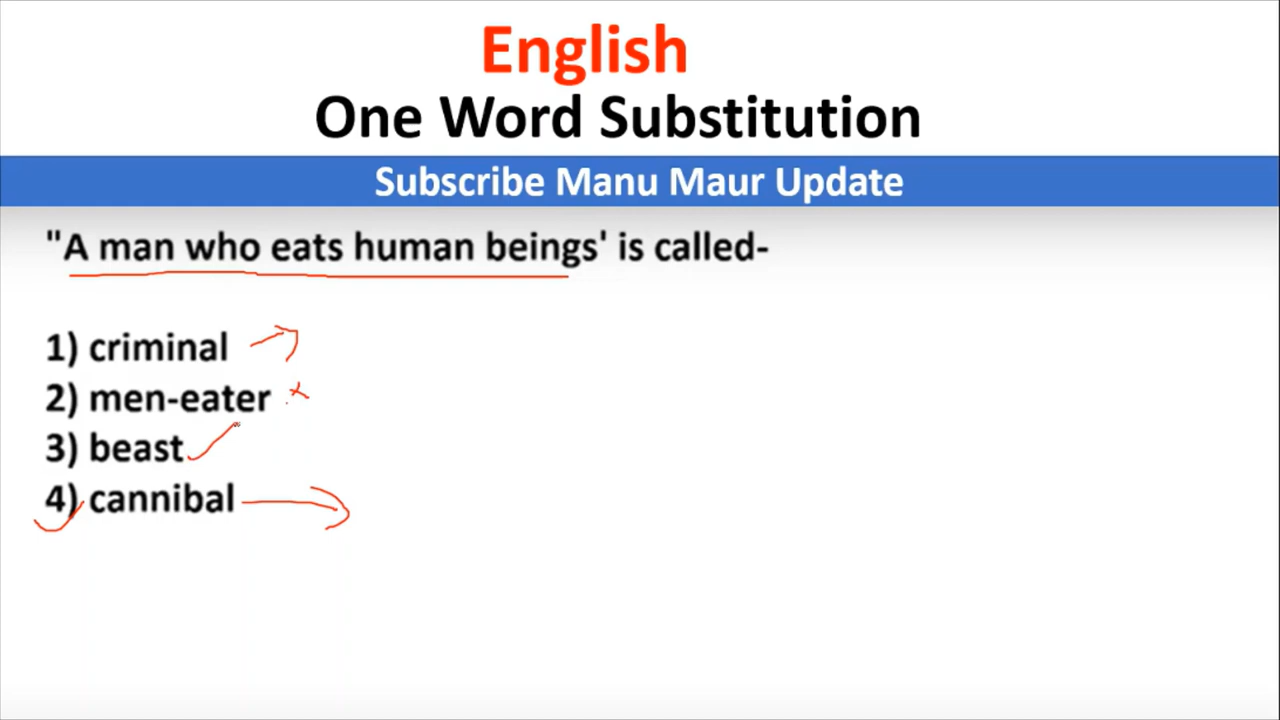 English
One Word Substitution
Subscribe Manu Maur Update
"A man who eats human beings' is called-
1) criminal
2) men-eater
3) beast
4) cannibal